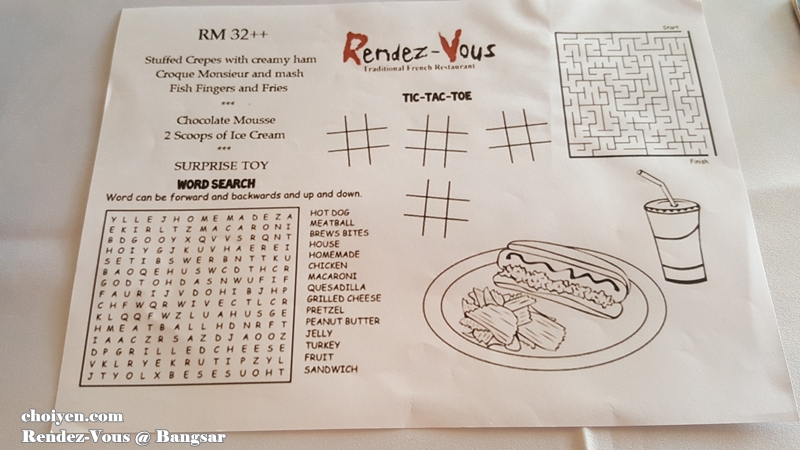 RM 32++
Stuffed Crepes with creamy ham
Croque Monsieur and mash
Fish Fingers and Fries
***
Chocolate Mousse
2 Scoops of Ice Cream
***
SURPRISE TOY
Rendez-Vous
Traditional French Restaurant
TIC-TAC-TOE
Start
Finish
WORD SEARCH
Word can be forward and backwards and up and down.
Y L L E J H O M E M A D E Z A
E K I R L T Z M A C A R O N I
B D G O O Y X Q V V S R Q N T
H O I Y G J K U V H A E R E I
S E T I B S W E R B N T T K U
B A O Q E H U S W C D T H C R
G O D T O H D A S N W U F I F
F A U R I J V D O H I B J H P
C H F W Q R W I V E C T L C R
K L Q Q F W Z L U A H U S G E
H M E A T B A L L H D N R F T
I A A C Z R S A Z D J A O O Z
D P G R I L L E D C H E E S E
V K L R Y E K R U T I P Z Y L
J T Y O L X B E S E S U O H T
HOT DOG
MEATBALL
BREWS BITES
HOUSE
HOMEMADE
CHICKEN
MACARONI
QUESADILLA
GRILLED CHEESE
PRETZEL
PEANUT BUTTER
JELLY
TURKEY
FRUIT
SANDWICH
choiyen.com
Rendez-Vous @ Bangsar